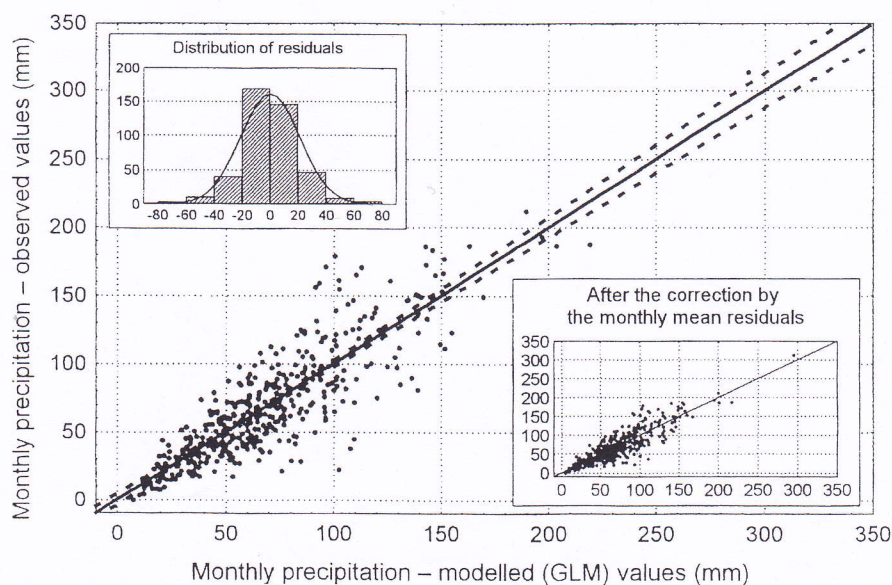 Monthly precipitation – observed values (mm)
350
300
250
200
150
100
50
0
Distribution of residuals
200
150
100
50
0
-80 -60 -40 -20 0 20 40 60 80
After the correction by
the monthly mean residuals
350
300
250
200
150
100
50
0
0 50 100 150 200 250 300 350
0 50 100 150 200 250 300 350
Monthly precipitation – modelled (GLM) values (mm)